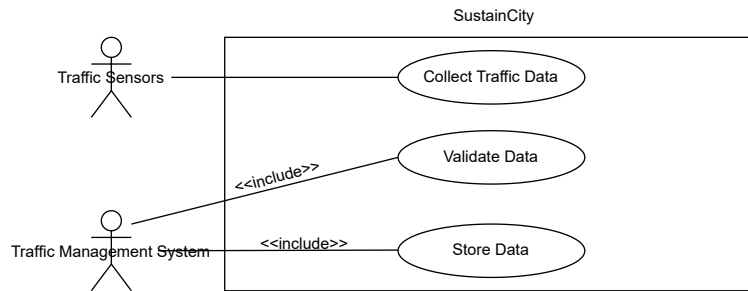 SustainCity
Traffic Sensors
Collect Traffic Data
Validate Data
<<include>>
Traffic Management System
<<include>>
Store Data